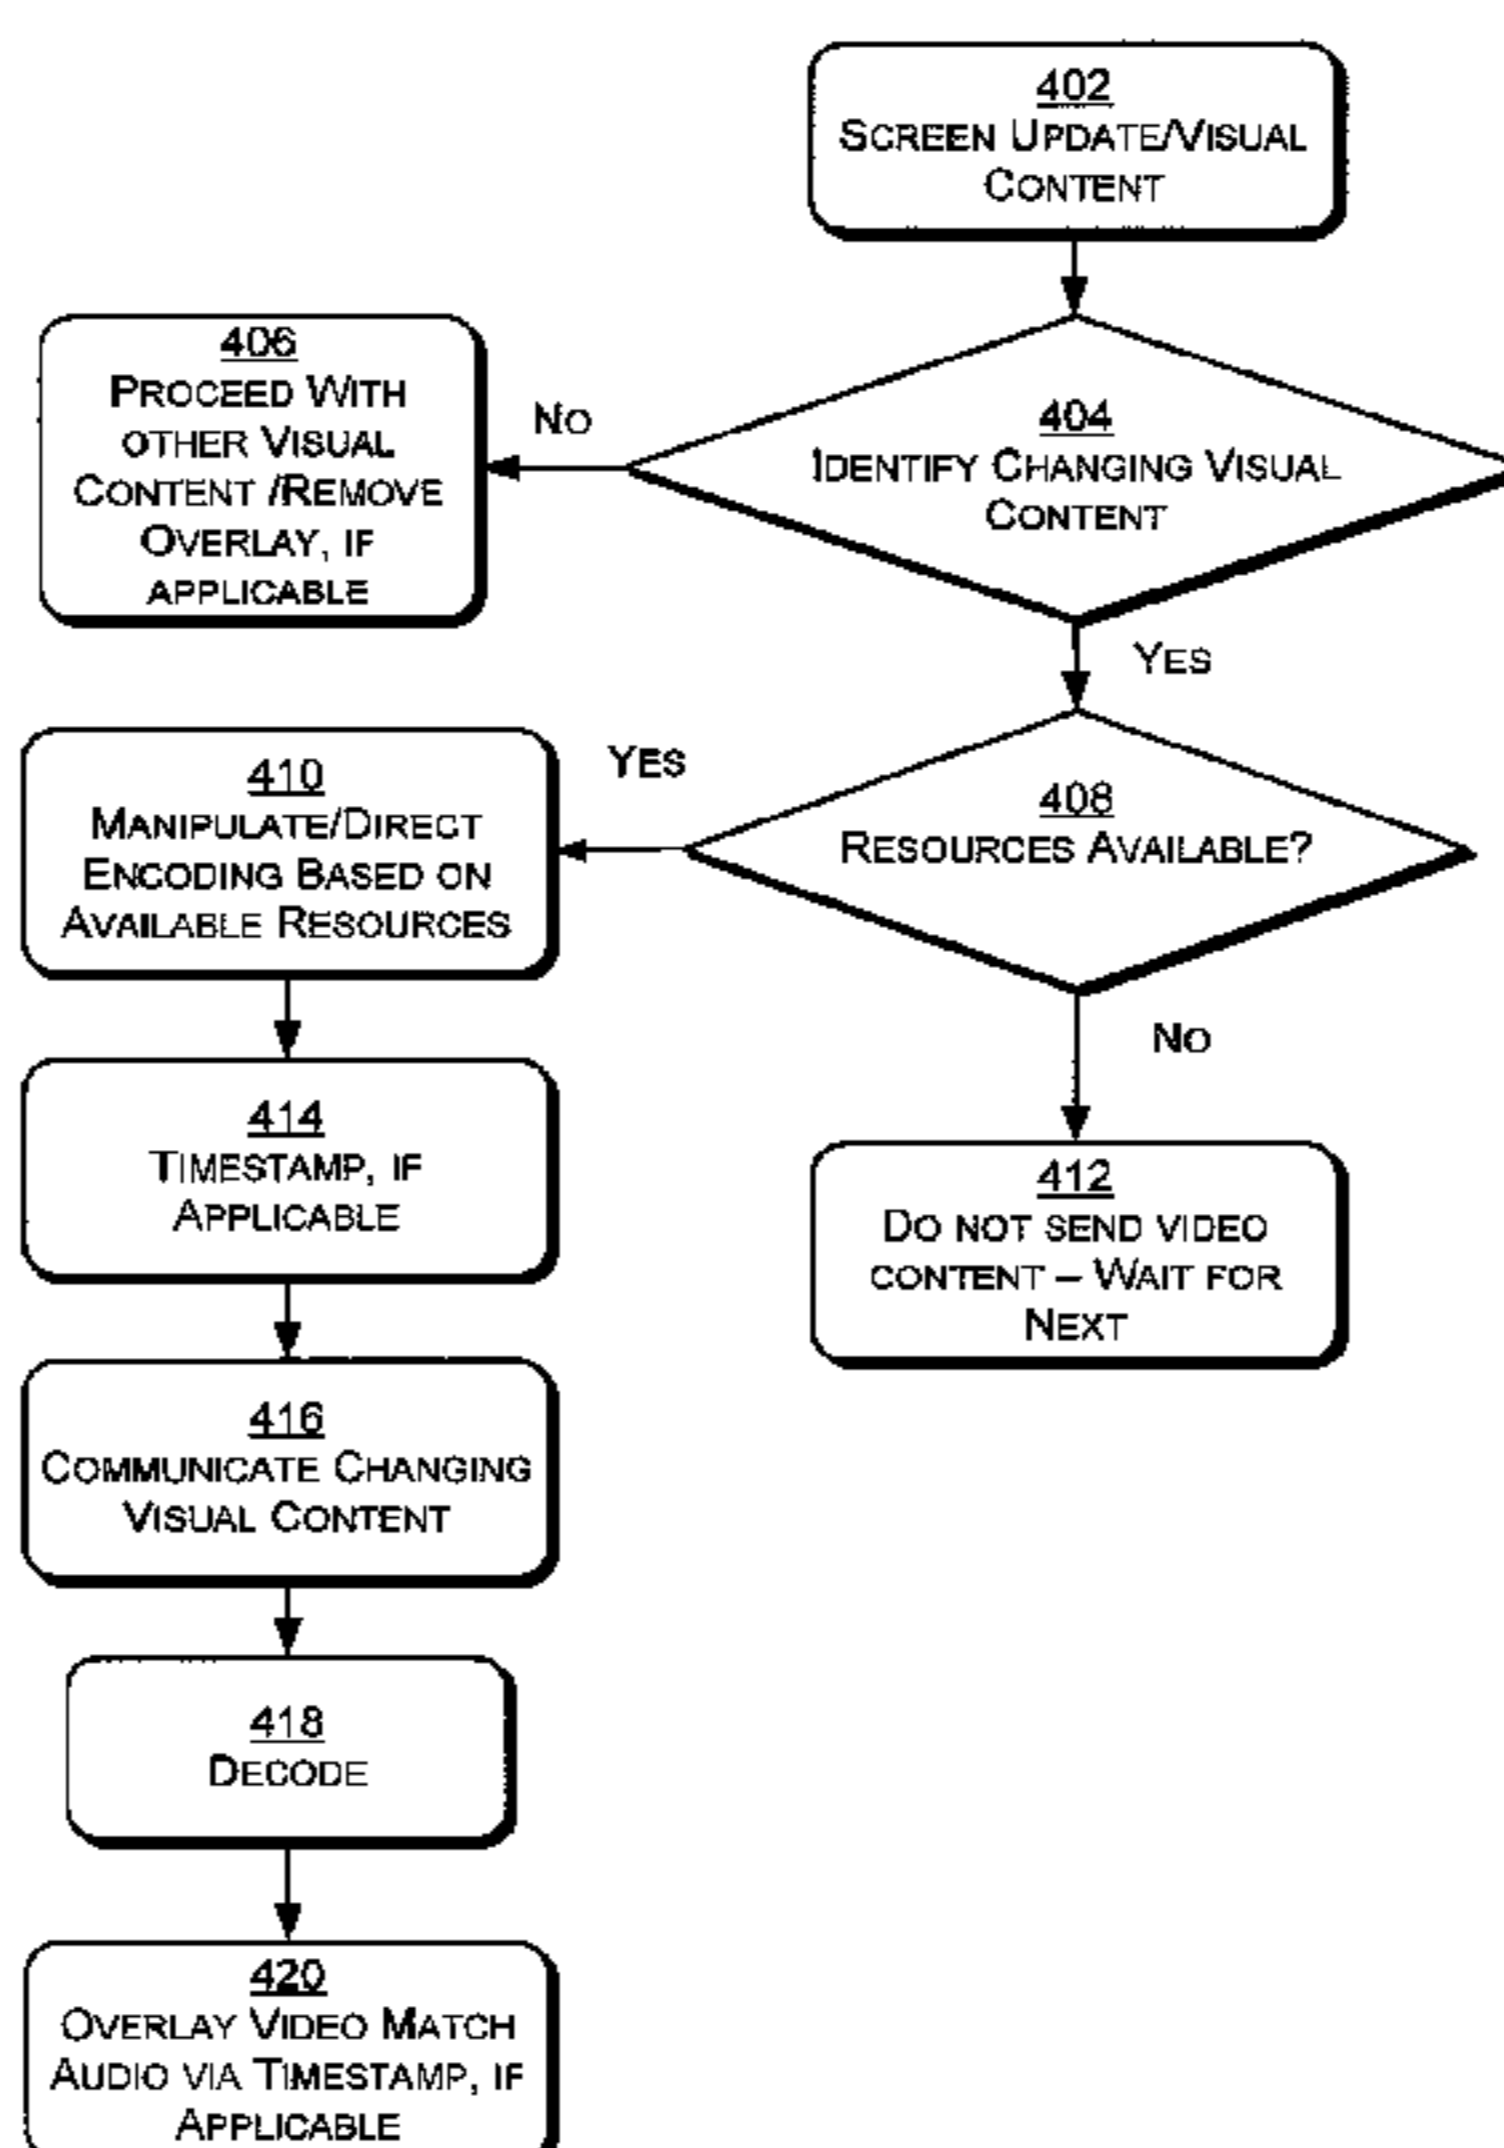 402
SCREEN UPDATE/VISUAL
CONTENT
406
PROCEED WITH
OTHER VISUAL
CONTENT /REMOVE
OVERLAY, IF
APPLICABLE
NO
404
IDENTIFY CHANGING VISUAL
CONTENT
YES
410
MANIPULATE/DIRECT
ENCODING BASED ON
AVAILABLE RESOURCES
YES
408
RESOURCES AVAILABLE?
NO
414
TIMESTAMP, IF
APPLICABLE
412
DO NOT SEND VIDEO
CONTENT – WAIT FOR
NEXT
416
COMMUNICATE CHANGING
VISUAL CONTENT
418
DECODE
420
OVERLAY VIDEO MATCH
AUDIO VIA TIMESTAMP, IF
APPLICABLE